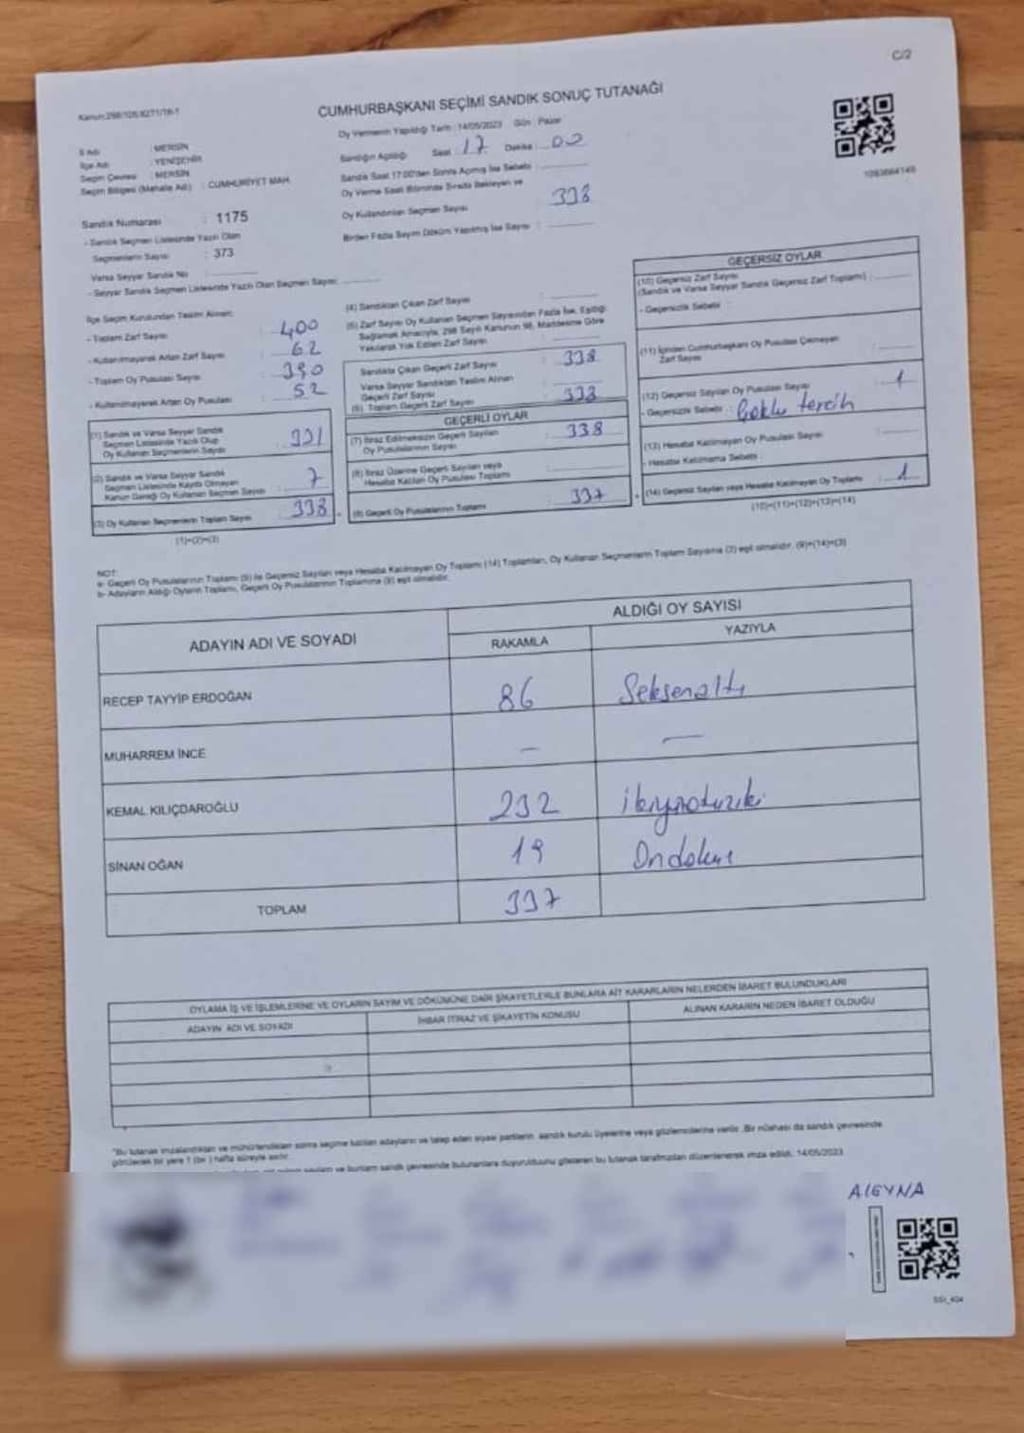 C/2
Kanun:298/105,6271/18-1
CUMHURBAŞKANI SEÇİMİ SANDIK SONUÇ TUTANAĞI
Oy Vermenin Yapıldığı Tarih : 14/05/2023 Gün : Pazar
İl Adı : MERSİN
İlçe Adı : YENİŞEHİR
Seçim Çevresi : MERSİN
Seçim Bölgesi (Mahalle Adı) : CUMHURİYET MAH.
Sandığın Açıldığı Saat : 17 Dakika : 02
Sandık Saat 17:00'den Sonra Açılmış İse Sebebi :
Oy Verme Saati Bitiminde Sırada Bekleyen ve
Oy Kullandırılan Seçmen Sayısı : 338
Birden Fazla Sayım Döküm Yapılmış İse Sayısı :
1093664149
Sandık Numarası : 1175
- Sandık Seçmen Listesinde Yazılı Olan
Seçmenlerin Sayısı : 373
Varsa Seyyar Sandık No :
- Seyyar Sandık Seçmen Listesinde Yazılı Olan Seçmen Sayısı:
İlçe Seçim Kurulundan Teslim Alınan:
- Toplam Zarf Sayısı : 400
- Kullanılmayarak Artan Zarf Sayısı : 62
- Toplam Oy Pusulası Sayısı : 390
- Kullanılmayarak Artan Oy Pusulası : 52
(1) Sandık ve Varsa Seyyar Sandık
Seçmen Listesinde Yazılı Olup
Oy Kullanan Seçmenlerin Sayısı : 331
(2) Sandık ve Varsa Seyyar Sandık
Seçmen Listesinde Kayıtlı Olmayan
Kanun Gereği Oy Kullanan Seçmen Sayısı : 7
(3) Oy Kullanan Seçmenlerin Toplam Sayısı : 338
(1)+(2)=(3)
(4) Sandıktan Çıkan Zarf Sayısı :
(5) Zarf Sayısı Oy Kullanan Seçmen Sayısından Fazla İse, Eşitliği
Sağlamak Amacıyla, 298 Sayılı Kanunun 98. Maddesine Göre
Yakılarak Yok Edilen Zarf Sayısı :
Sandıkta Çıkan Geçerli Zarf Sayısı : 338
Varsa Seyyar Sandıktan Teslim Alınan
Geçerli Zarf Sayısı :
(6) Toplam Geçerli Zarf Sayısı : 338
GEÇERLİ OYLAR
(7) İtiraz Edilmeksizin Geçerli Sayılan
Oy Pusulalarının Sayısı : 338
(8) İtiraz Üzerine Geçerli Sayılan veya
Hesaba Katılan Oy Pusulası Toplamı :
(9) Geçerli Oy Pusulalarının Toplamı : 337
GEÇERSİZ OYLAR
(10) Geçersiz Zarf Sayısı
(Sandık ve Varsa Seyyar Sandık Geçersiz Zarf Toplamı) :
- Geçersizlik Sebebi :
(11) İçinden Cumhurbaşkanı Oy Pusulası Çıkmayan
Zarf Sayısı :
(12) Geçersiz Sayılan Oy Pusulası Sayısı : 1
- Geçersizlik Sebebi : Çoklu tercih
(13) Hesaba Katılmayan Oy Pusulası Sayısı :
- Hesaba Katılmama Sebebi :
(14) Geçersiz Sayılan veya Hesaba Katılmayan Oy Toplamı : 1
(10)+(11)+(12)+(13)=(14)
NOT:
a- Geçerli Oy Pusulalarının Toplamı (9) ile Geçersiz Sayılan veya Hesaba Katılmayan Oy Toplamı (14) Toplamları, Oy Kullanan Seçmenlerin Toplam Sayısına (3) eşit olmalıdır. (9)+(14)=(3)
b- Adayların Aldığı Oyların Toplamı, Geçerli Oy Pusulalarının Toplamına (9) eşit olmalıdır.
ADAYIN ADI VE SOYADI
ALDIĞI OY SAYISI
RAKAMLA YAZIYLA
RECEP TAYYİP ERDOĞAN 86 Seksenaltı
MUHARREM İNCE - -
KEMAL KILIÇDAROĞLU 232 ikiyüzotuziki
SİNAN OĞAN 19 Ondokuz
TOPLAM 337
OYLAMA İŞ VE İŞLEMLERİNE VE OYLARIN SAYIM VE DÖKÜMÜNE DAİR ŞİKAYETLERLE BUNLARA AİT KARARLARIN NELERDEN İBARET BULUNDUKLARI
ADAYIN ADI VE SOYADI İHBAR İTİRAZ VE ŞİKAYETİN KONUSU ALINAN KARARIN NEDEN İBARET OLDUĞU
"Bu tutanak imzalandıktan ve mühürlendikten sonra seçime katılan adayların ve talep eden siyasi partilerin sandık kurulu üyelerine veya gözlemcilerine verilir. Bir nüshası da sandık çevresinde
görülecek bir yere 1 (bir) hafta süreyle asılır.
ve bunların sandık çevresinde bulunanlara duyurulduğunu gösteren bu tutanak tarafımızdan düzenlenerek imza edildi. 14/05/2023
AlEYNA